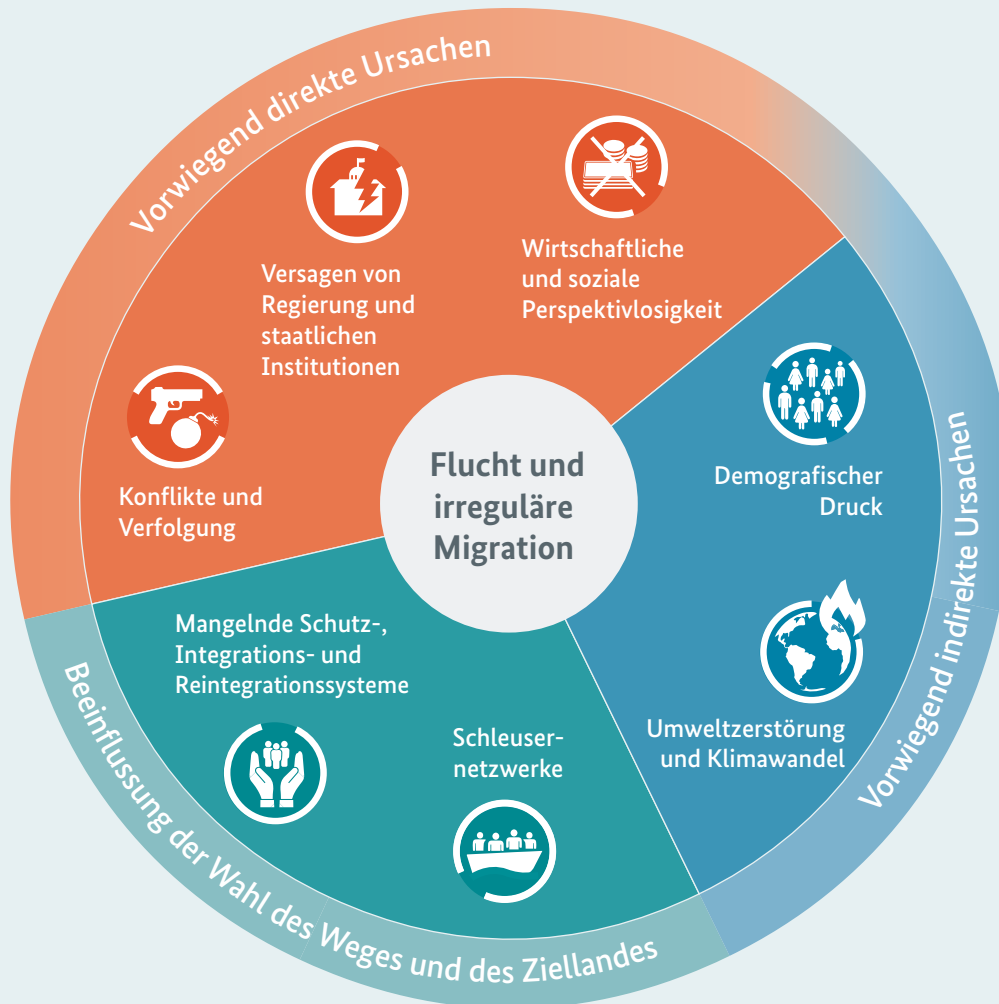 Vorwiegend direkte Ursachen
Versagen von
Regierung und
staatlichen
Institutionen
Wirtschaftliche
und soziale
Perspektivlosigkeit
Konflikte und
Verfolgung
Flucht und
irreguläre
Migration
Demografischer
Druck
Umweltzerstörung
und Klimawandel
Vorwiegend indirekte Ursachen
Mangelnde Schutz-,
Integrations- und
Reintegrationssysteme
Schleuser-
netzwerke
Beeinflussung der Wahl des Weges und des Ziellandes